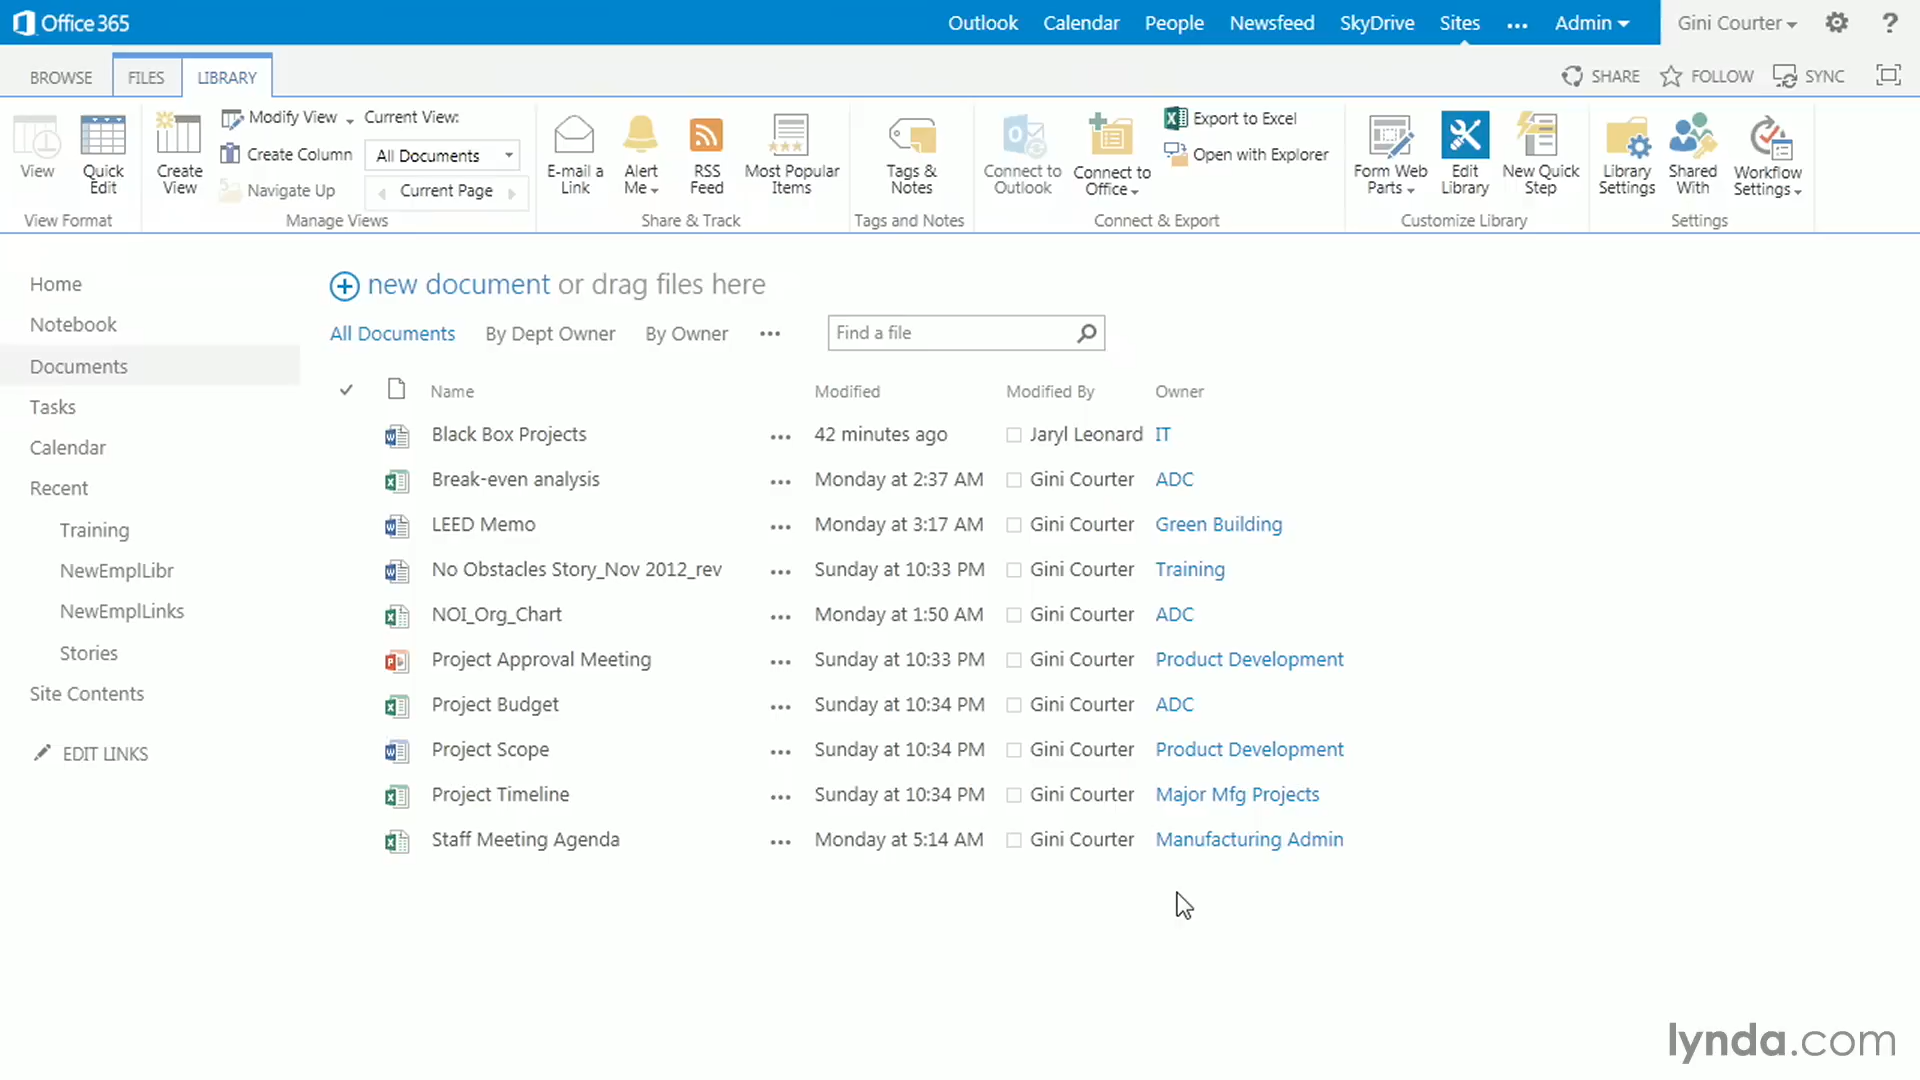 Office 365 Outlook Calendar People Newsfeed SkyDrive Sites ••• Admin Gini Courter ?
BROWSE FILES LIBRARY SHARE FOLLOW SYNC
View
Quick Edit
Create View
Modify View
Create Column
Navigate Up
Current View:
All Documents
Current Page
E-mail a Link
Alert Me
RSS Feed
Most Popular Items
Tags & Notes
Connect to Outlook
Connect to Office
Export to Excel
Open with Explorer
Form Web Parts
Edit Library
New Quick Step
Library Settings
Shared With
Workflow Settings
View Format Manage Views Share & Track Tags and Notes Connect & Export Customize Library Settings
Home
Notebook
Documents
Tasks
Calendar
Recent
Training
NewEmplLibr
NewEmplLinks
Stories
Site Contents
EDIT LINKS
new document or drag files here
All Documents By Dept Owner By Owner ••• Find a file
Name Modified Modified By Owner
Black Box Projects ••• 42 minutes ago Jaryl Leonard IT
Break-even analysis ••• Monday at 2:37 AM Gini Courter ADC
LEED Memo ••• Monday at 3:17 AM Gini Courter Green Building
No Obstacles Story_Nov 2012_rev ••• Sunday at 10:33 PM Gini Courter Training
NOI_Org_Chart ••• Monday at 1:50 AM Gini Courter ADC
Project Approval Meeting ••• Sunday at 10:33 PM Gini Courter Product Development
Project Budget ••• Sunday at 10:34 PM Gini Courter ADC
Project Scope ••• Sunday at 10:34 PM Gini Courter Product Development
Project Timeline ••• Sunday at 10:34 PM Gini Courter Major Mfg Projects
Staff Meeting Agenda ••• Monday at 5:14 AM Gini Courter Manufacturing Admin
lynda.com